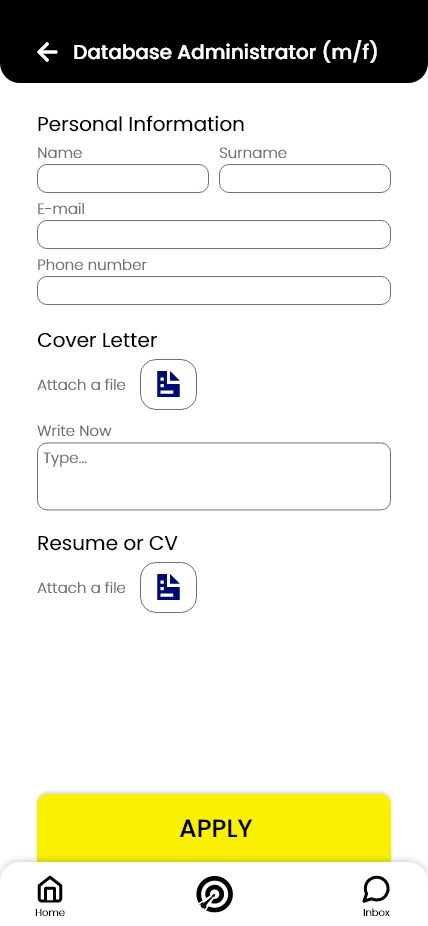 Database Administrator (m/f)
Personal Information
Name Surname
E-mail
Phone number
Cover Letter
Attach a file
Write Now
Type...
Resume or CV
Attach a file
APPLY
Home Inbox